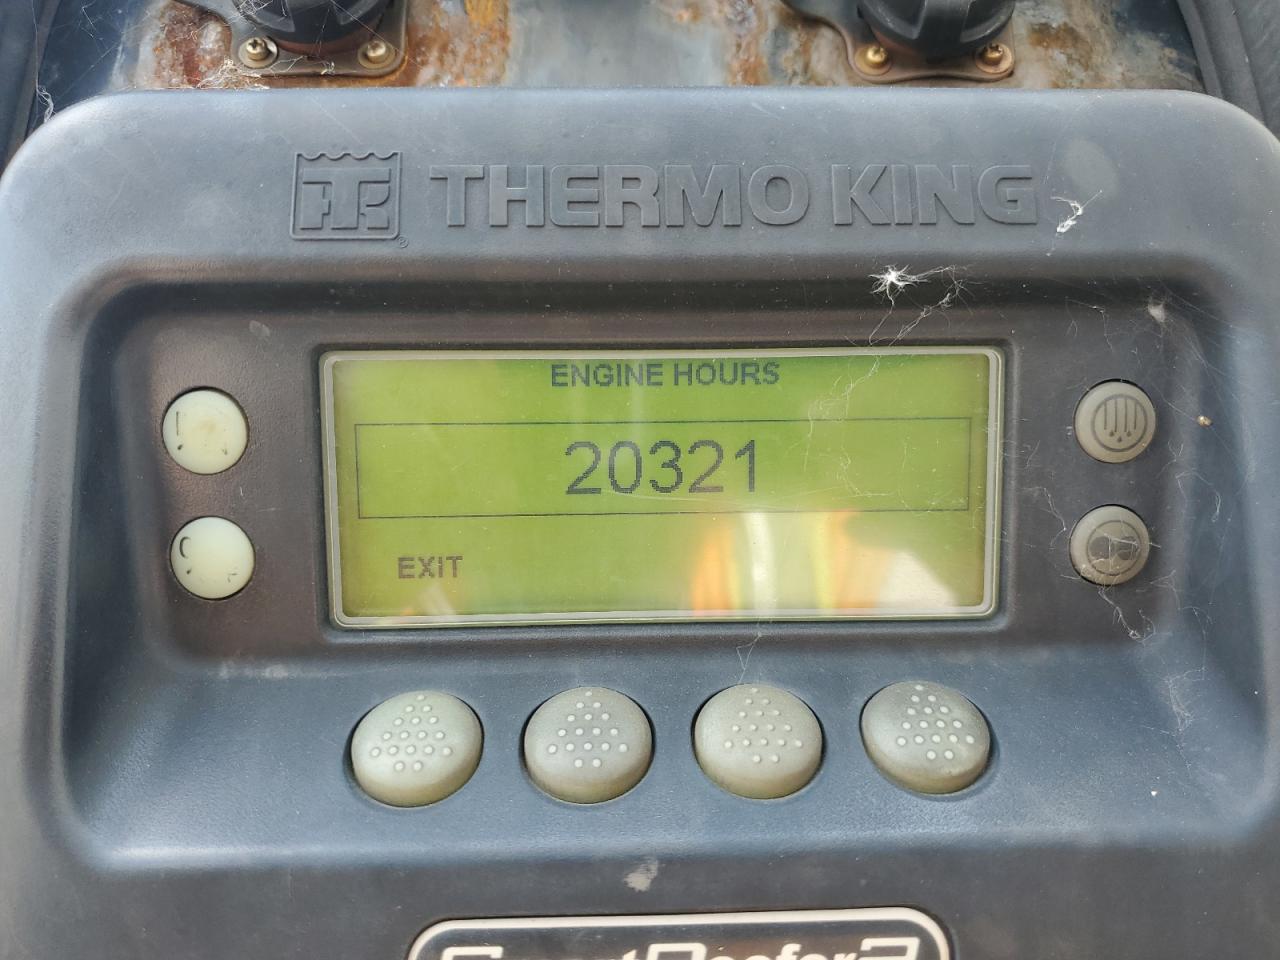 THERMO KING
ENGINE HOURS
20321
EXIT